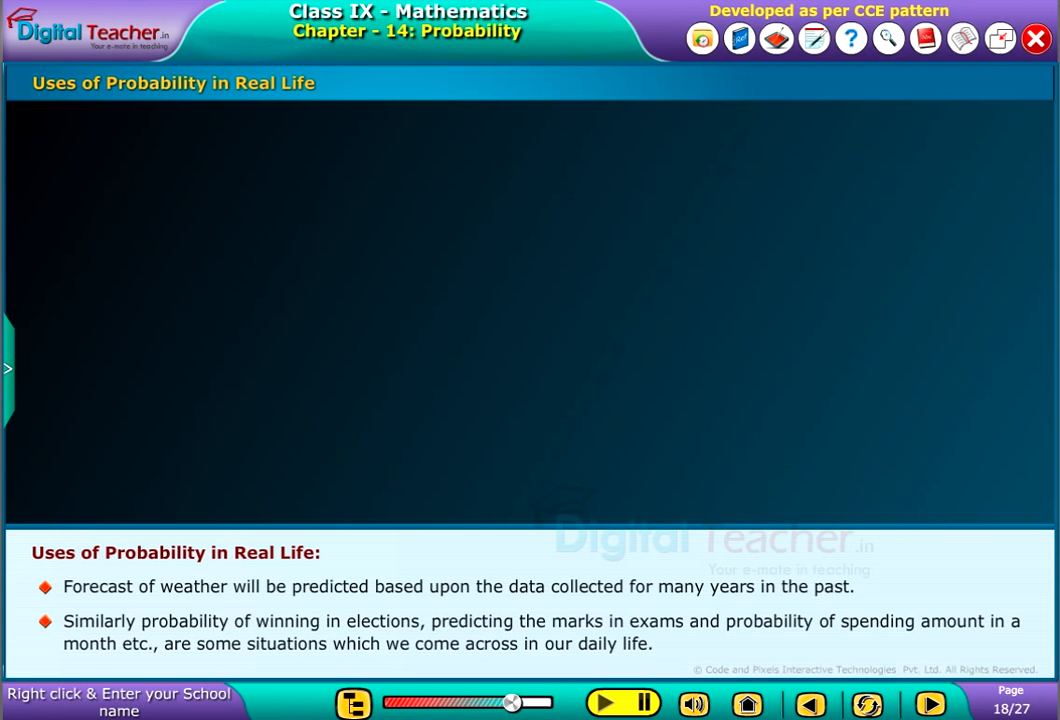 Digital Teacher.in
Your e-mate in teaching
Class IX - Mathematics
Chapter - 14: Probability
Developed as per CCE pattern
Uses of Probability in Real Life
>
Digital Teacher.in
Your e-mate in teaching
Uses of Probability in Real Life:
Forecast of weather will be predicted based upon the data collected for many years in the past.
Similarly probability of winning in elections, predicting the marks in exams and probability of spending amount in a
month etc., are some situations which we come across in our daily life.
© Code and Pixels Interactive Technologies Pvt. Ltd. All Rights Reserved.
Right click & Enter your School
name
Page
18/27